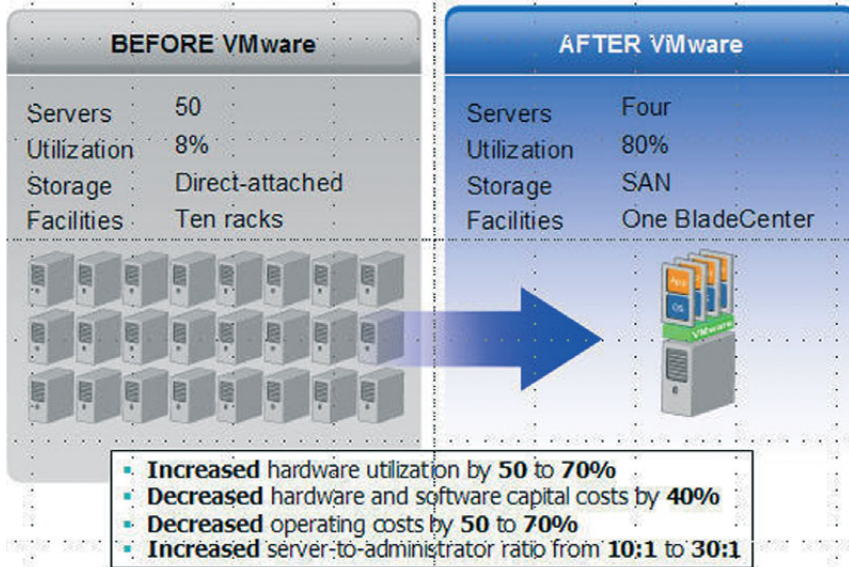 BEFORE VMware
Servers 50
Utilization 8%
Storage Direct-attached
Facilities Ten racks
AFTER VMware
Servers Four
Utilization 80%
Storage SAN
Facilities One BladeCenter
App
OS
VMware
Increased hardware utilization by 50 to 70%
Decreased hardware and software capital costs by 40%
Decreased operating costs by 50 to 70%
Increased server-to-administrator ratio from 10:1 to 30:1